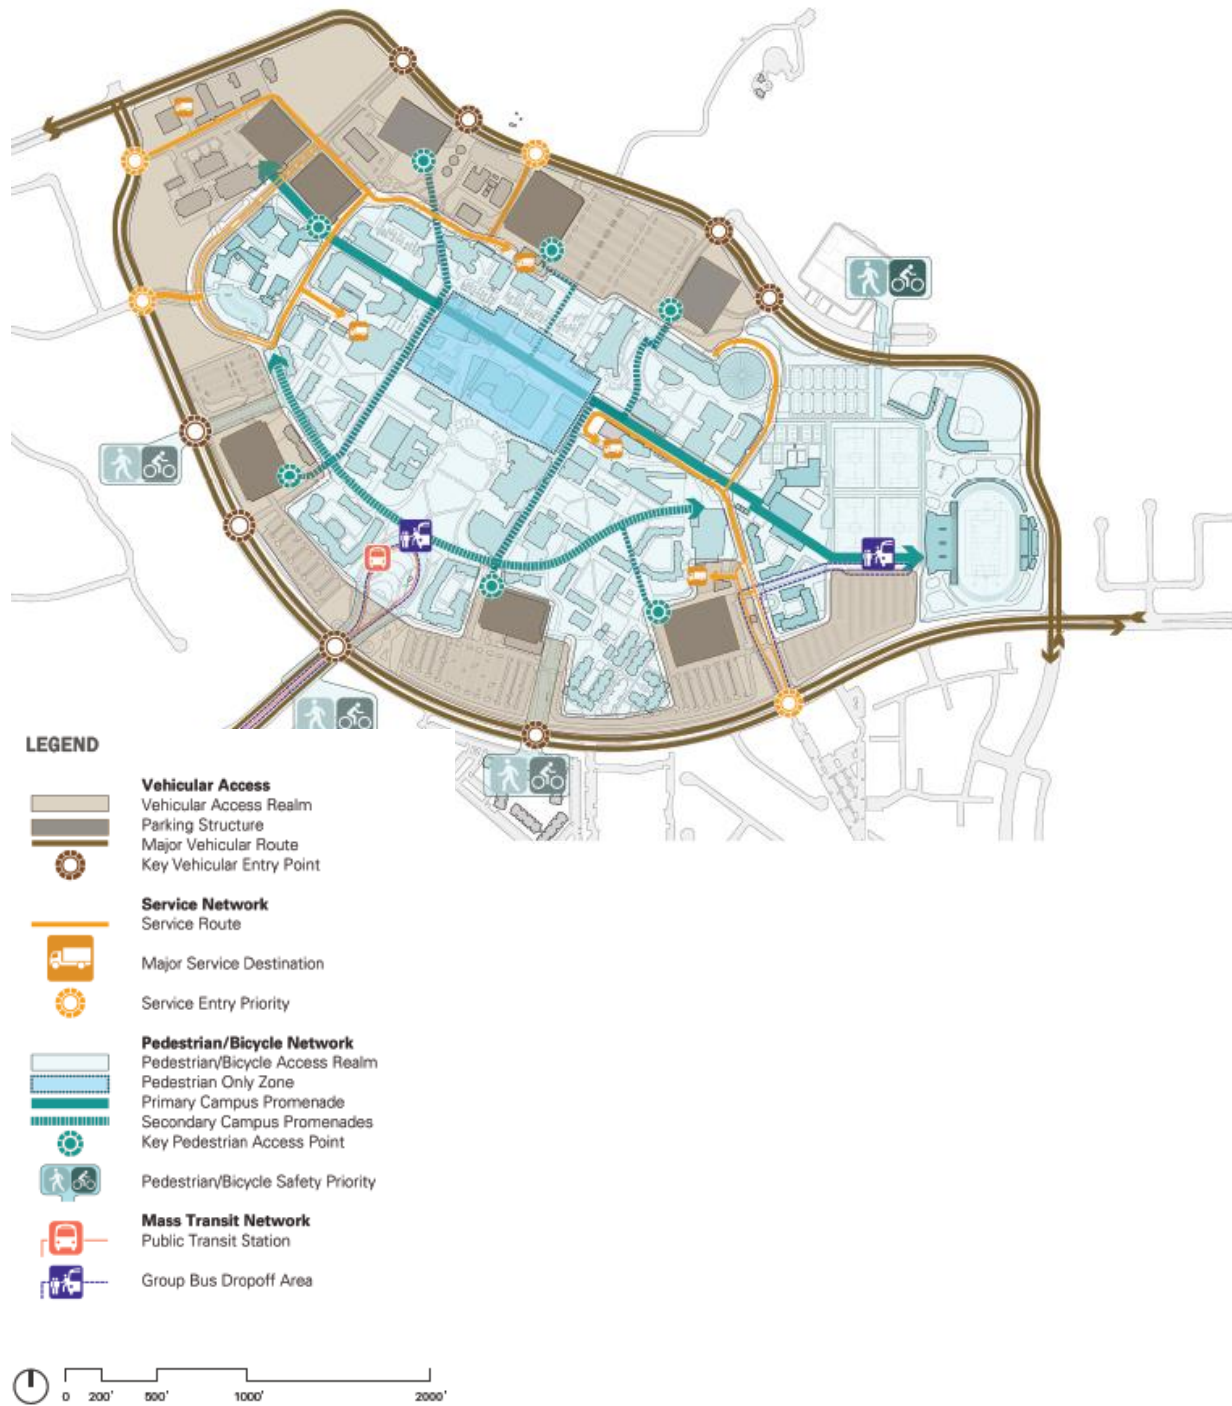 LEGEND
Vehicular Access
Vehicular Access Realm
Parking Structure
Major Vehicular Route
Key Vehicular Entry Point
Service Network
Service Route
Major Service Destination
Service Entry Priority
Pedestrian/Bicycle Network
Pedestrian/Bicycle Access Realm
Pedestrian Only Zone
Primary Campus Promenade
Secondary Campus Promenades
Key Pedestrian Access Point
Pedestrian/Bicycle Safety Priority
Mass Transit Network
Public Transit Station
Group Bus Dropoff Area
0 200' 500' 1000' 2000'